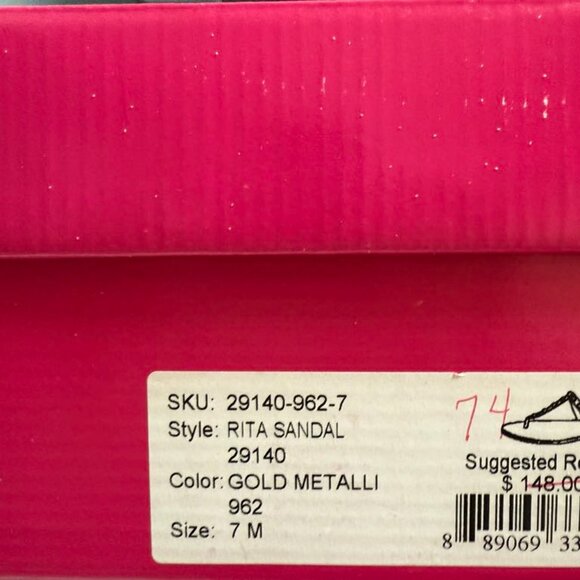 SKU: 29140-962-7
Style: RITA SANDAL
29140
Color: GOLD METALLI
962
Size: 7 M
74
Suggested Re
$ 148.00
8 89069 33